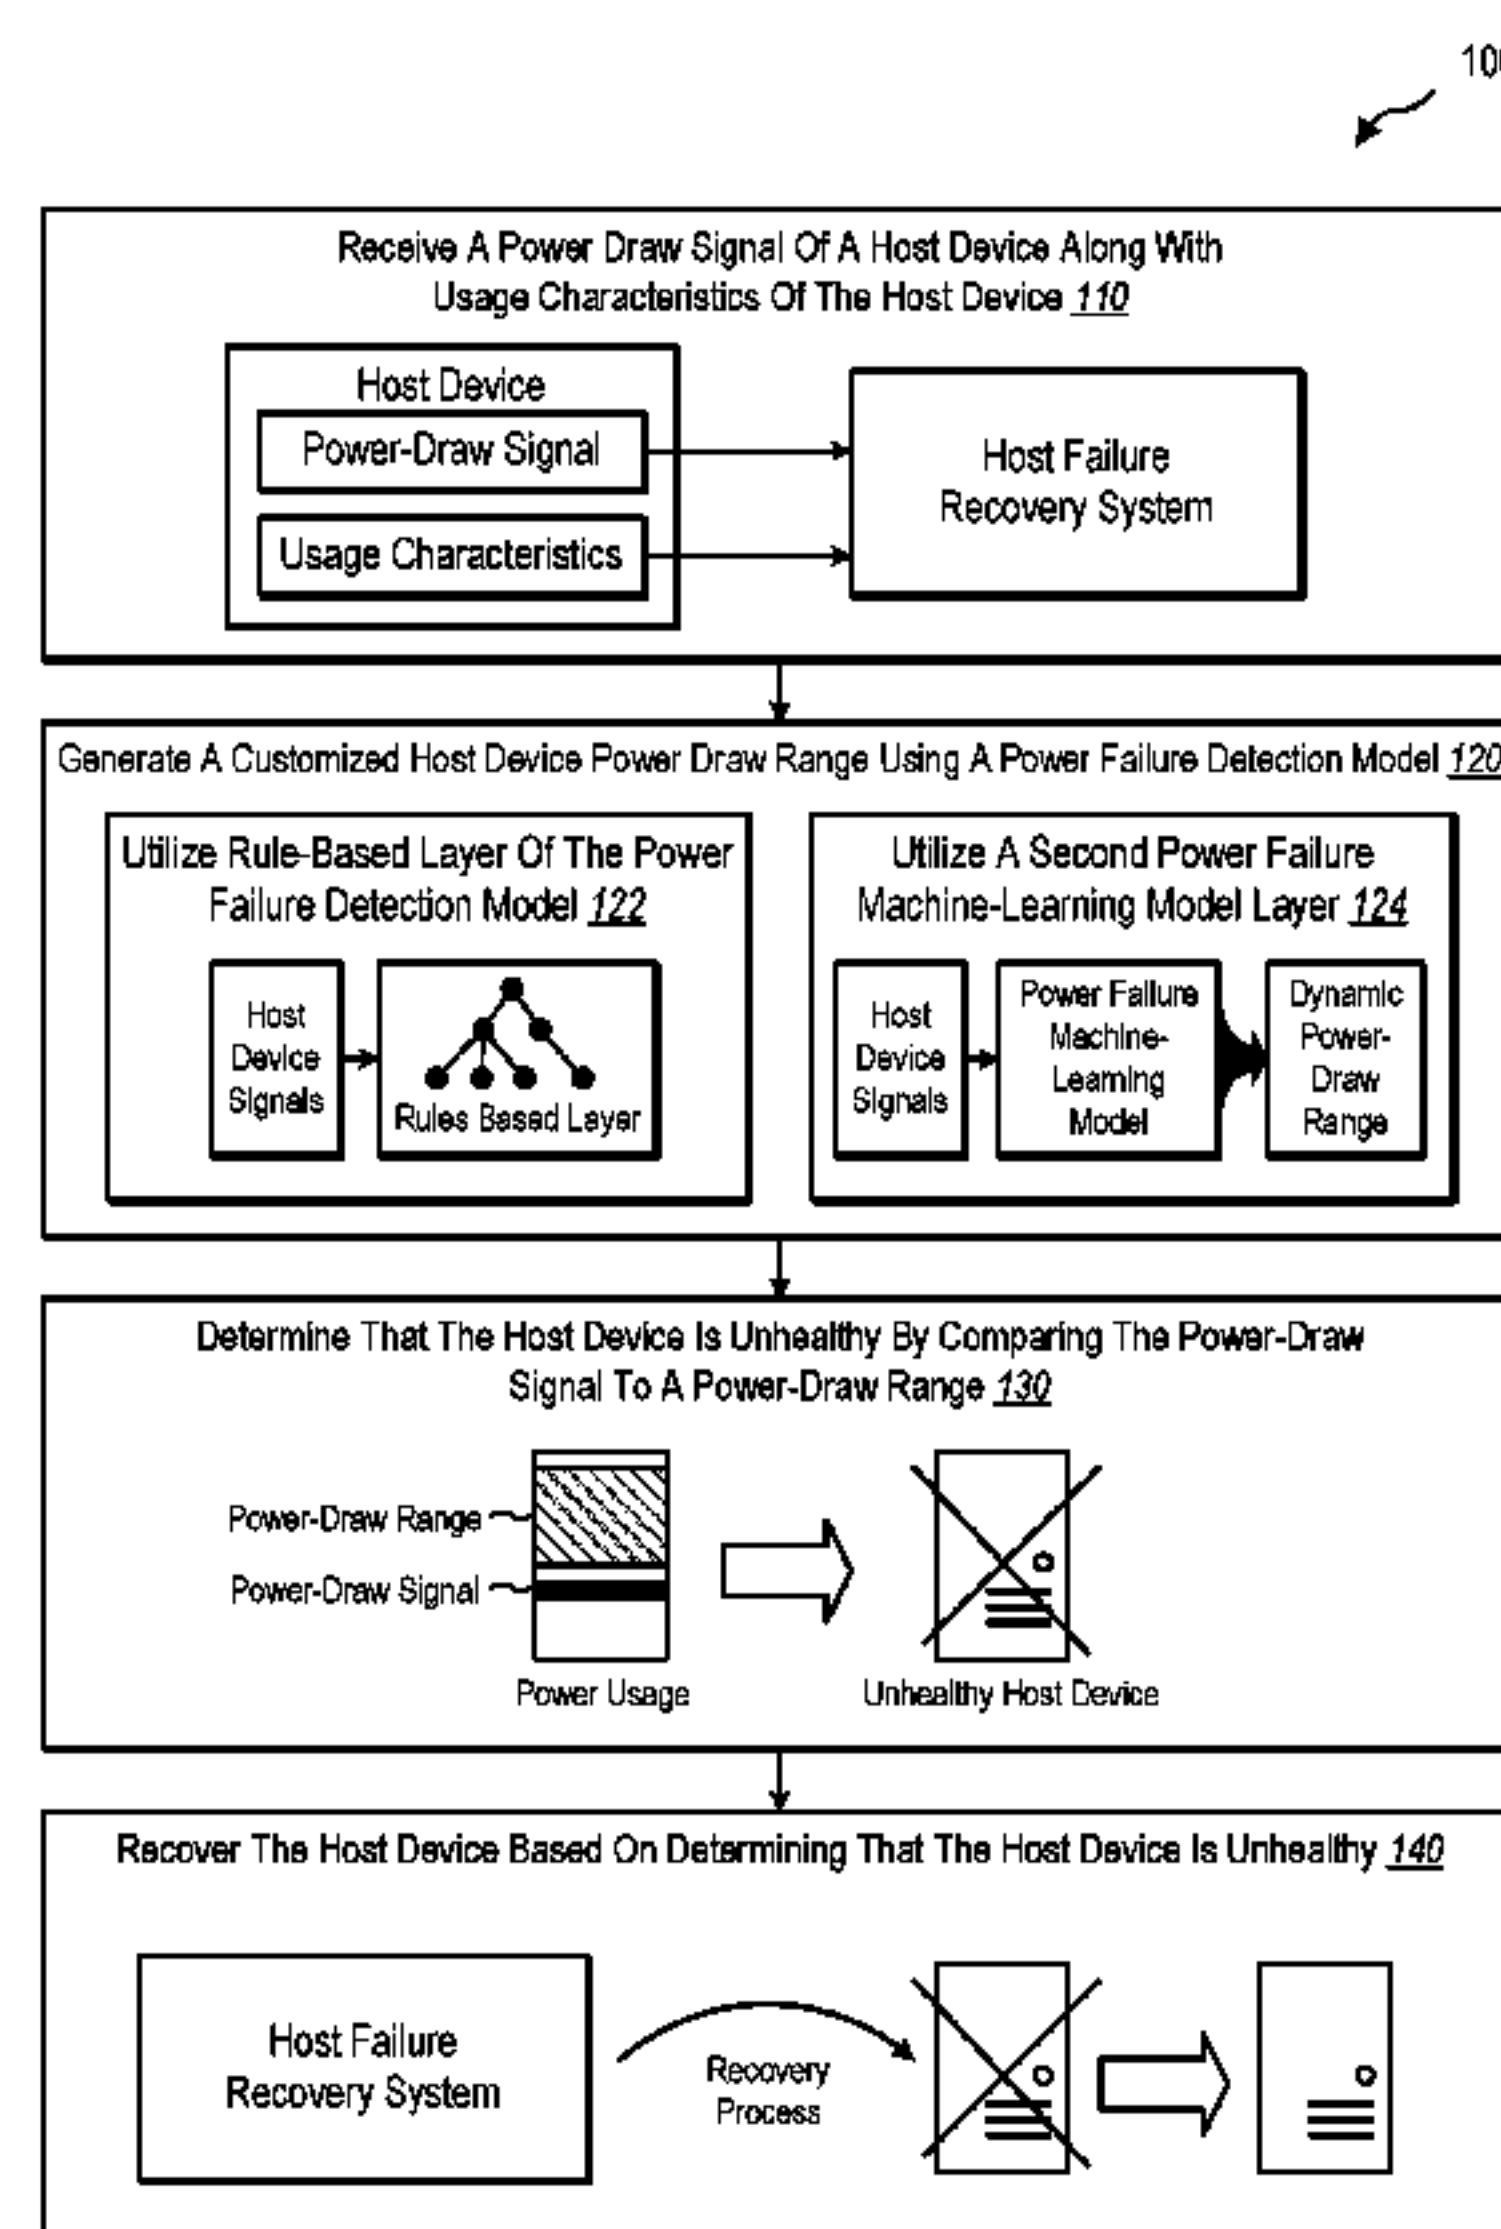 Receive A Power Draw Signal Of A Host Device Along With
Usage Characteristics Of The Host Device 110
Host Device
Power-Draw Signal
Usage Characteristics
Host Failure
Recovery System
Generate A Customized Host Device Power Draw Range Using A Power Failure Detection Model 120
Utilize Rule-Based Layer Of The Power
Failure Detection Model 122
Host
Device
Signals
Rules Based Layer
Utilize A Second Power Failure
Machine-Learning Model Layer 124
Host
Device
Signals
Power Failure
Machine-
Learning
Model
Dynamic
Power-
Draw
Range
Determine That The Host Device Is Unhealthy By Comparing The Power-Draw
Signal To A Power-Draw Range 130
Power-Draw Range
Power-Draw Signal
Power Usage
Unhealthy Host Device
Recover The Host Device Based On Determining That The Host Device Is Unhealthy 140
Host Failure
Recovery System
Recovery
Process